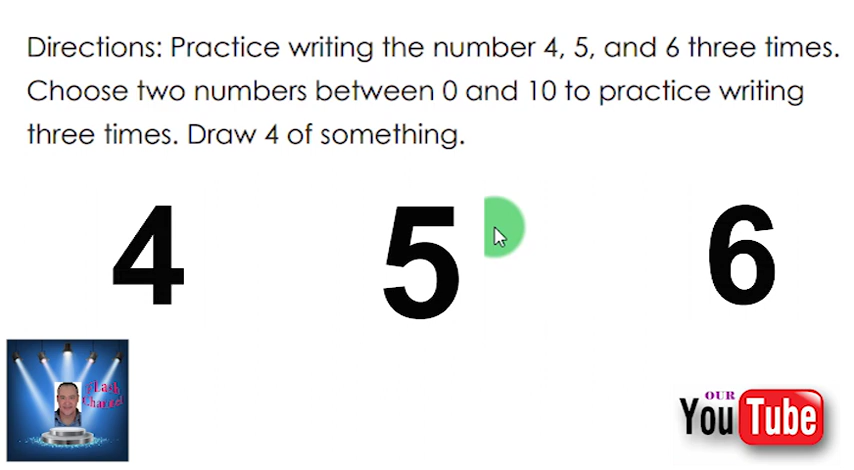 Directions: Practice writing the number 4, 5, and 6 three times.
Choose two numbers between 0 and 10 to practice writing
three times. Draw 4 of something.
4 5 6
OUR
YouTube